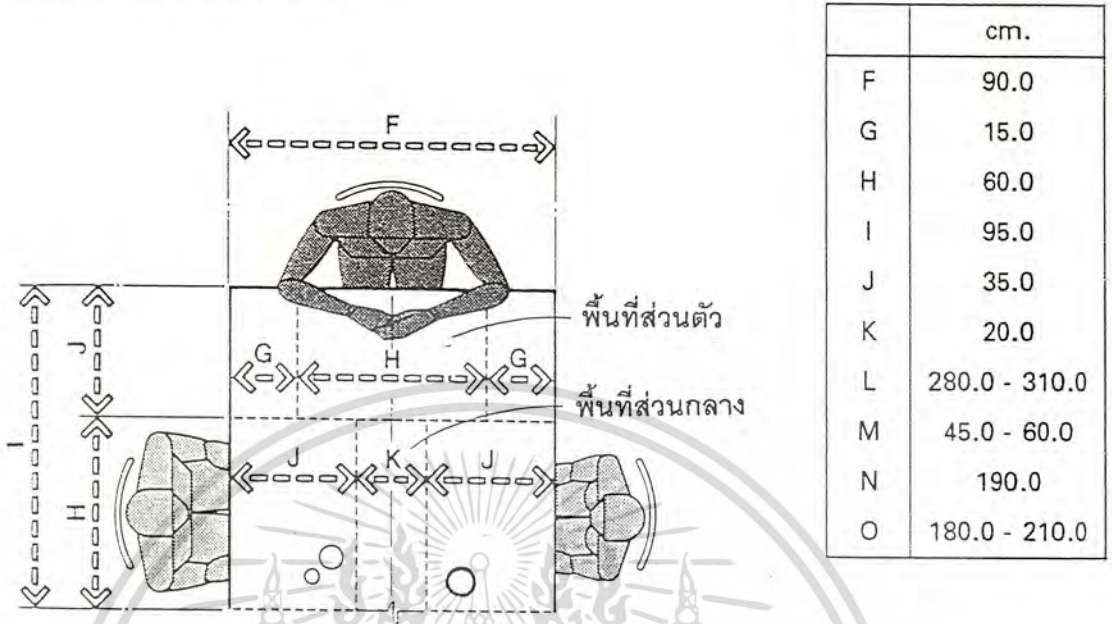 F
J
I
H
G H G
J K J
พื้นที่ส่วนตัว
พื้นที่ส่วนกลาง
cm.
F 90.0
G 15.0
H 60.0
I 95.0
J 35.0
K 20.0
L 280.0 - 310.0
M 45.0 - 60.0
N 190.0
O 180.0 - 210.0